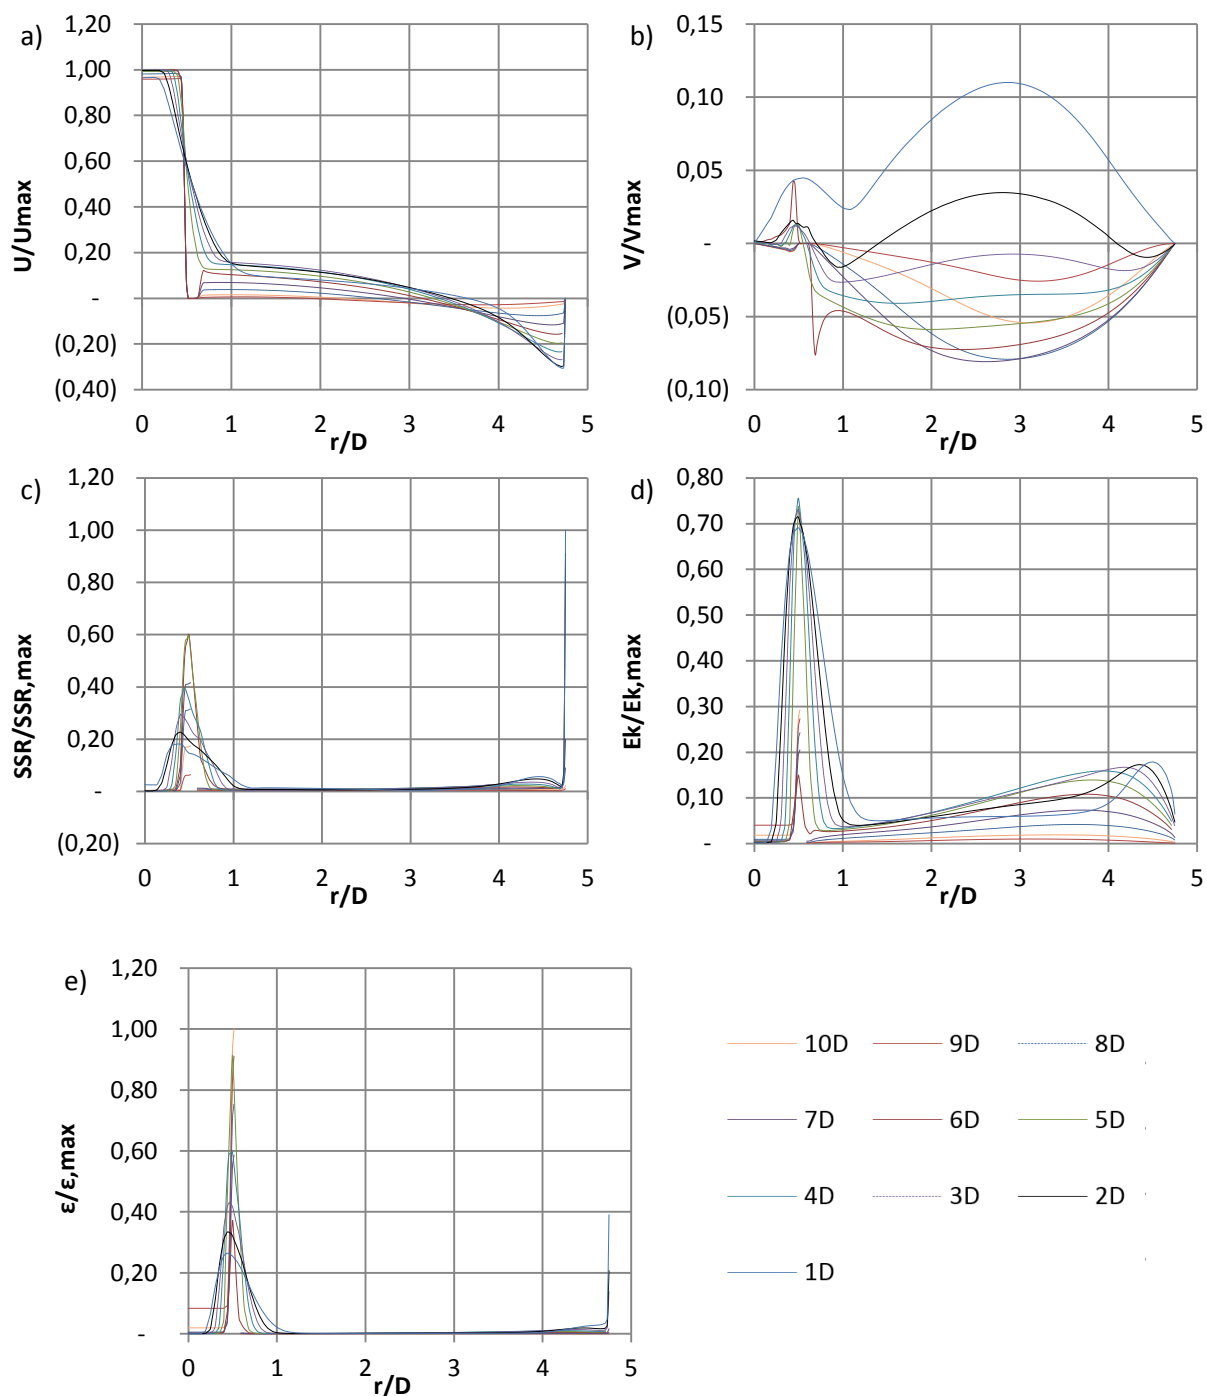 a)
1,20
1,00
0,80
0,60
0,40
0,20
-
(0,20)
(0,40)
U/Umax
0 1 2 3 4 5
r/D
b)
0,15
0,10
0,05
-
(0,05)
(0,10)
V/Vmax
0 1 2 3 4 5
r/D
c)
1,20
1,00
0,80
0,60
0,40
0,20
-
(0,20)
SSR/SSR,max
0 1 2 3 4 5
r/D
d)
0,80
0,70
0,60
0,50
0,40
0,30
0,20
0,10
-
Ek/Ek,max
0 1 2 3 4 5
r/D
e)
1,20
1,00
0,80
0,60
0,40
0,20
-
ε/ε,max
0 1 2 3 4 5
r/D
10D 9D 8D
7D 6D 5D
4D 3D 2D
1D